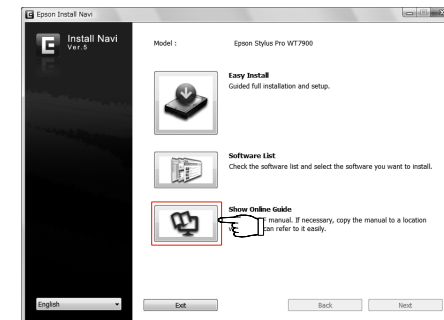 Epson Install Navi
Install Navi
Ver.5
Model : Epson Stylus Pro WT7900
Easy Install
Guided full installation and setup.
Software List
Check the software list and select the software you want to install.
Show Online Guide
manual. If necessary, copy the manual to a location
can refer to it easily.
English
Exit
Back
Next